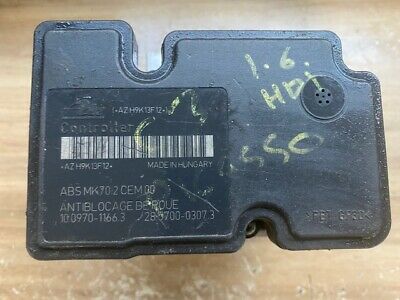 (*AZH9K13F12*)
Controller
*AZH9K13F12*
MADE IN HUNGARY
ABS MK70:2 CEM 00
ANTIBLOCAGE DE ROUE
10.0970-1166.3 28.5700-0307.3
1.6
HDi
C3